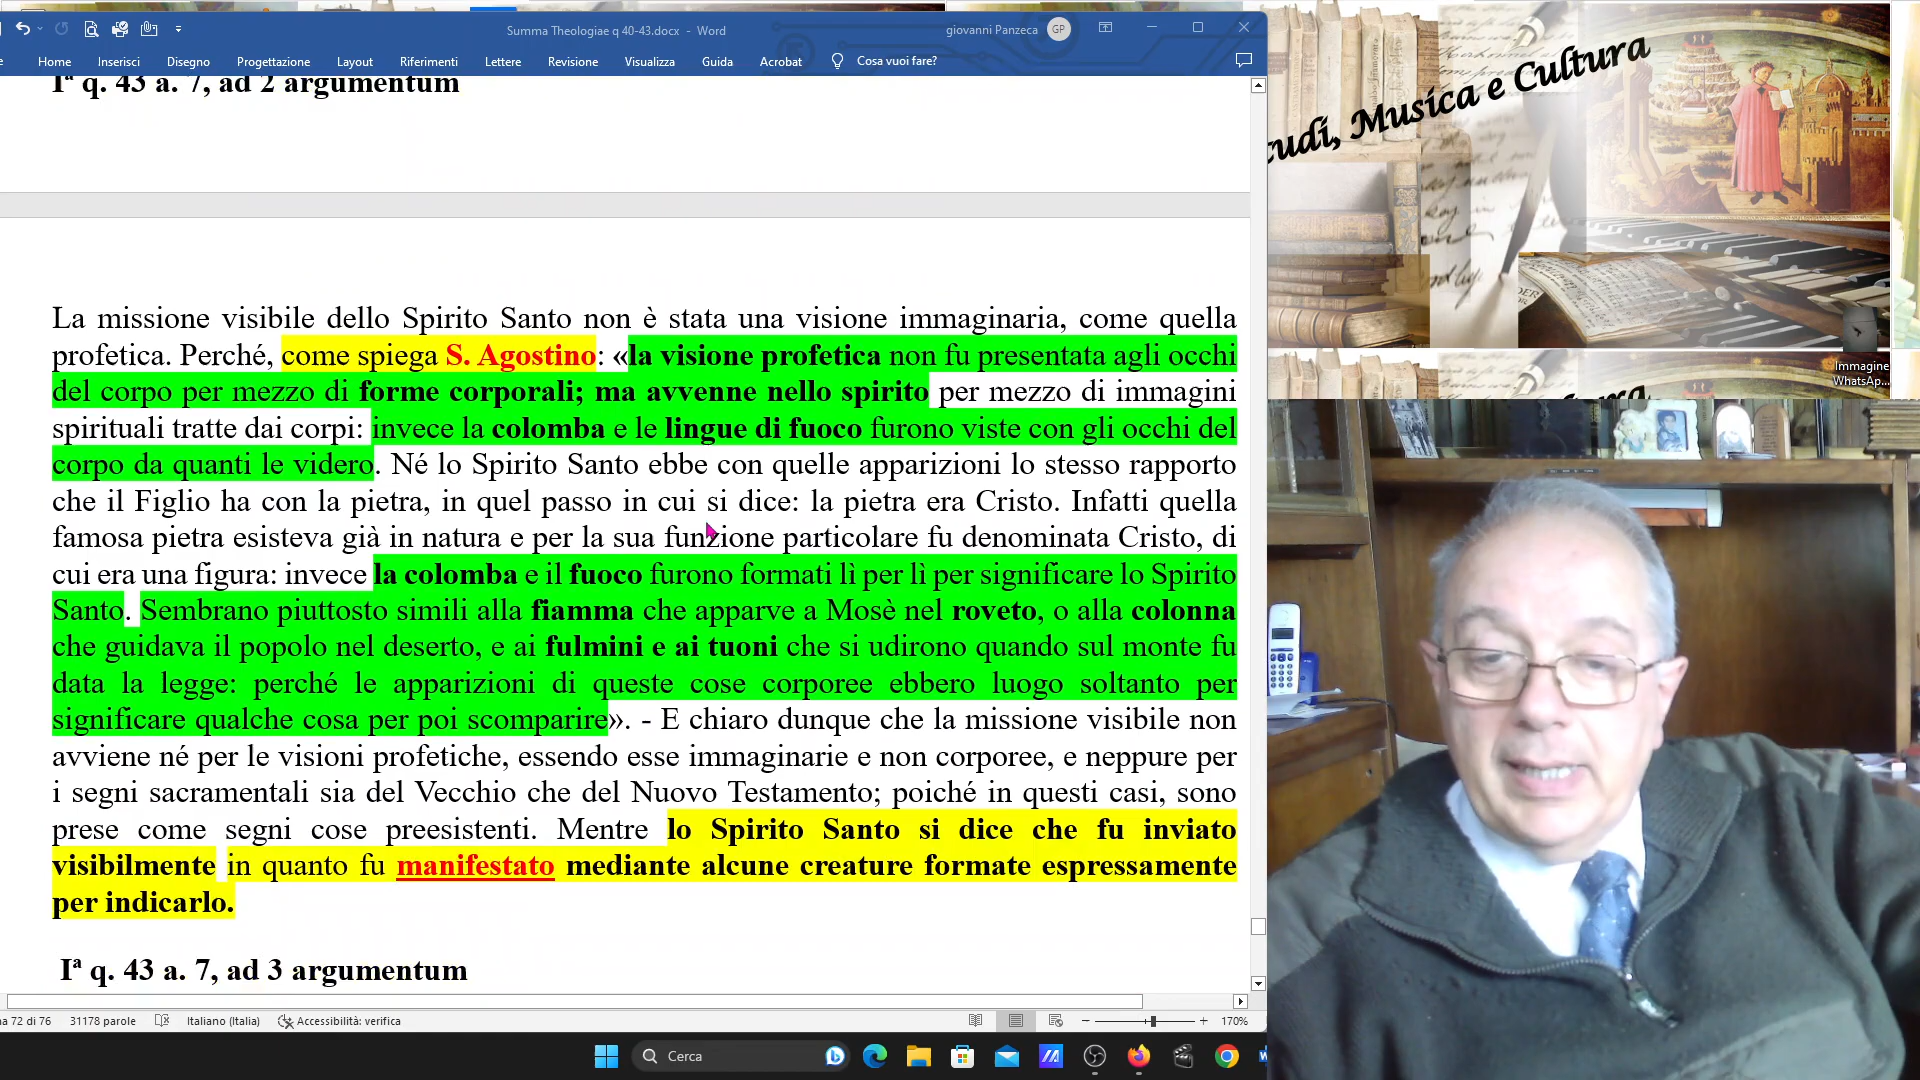 Summa Theologiae q 40-43.docx - Word
giovanni Panzeca
GP
Home Inserisci Disegno Progettazione Layout Riferimenti Lettere Revisione Visualizza Guida Acrobat Cosa vuoi fare?
Iª q. 43 a. 7, ad 2 argumentum
La missione visibile dello Spirito Santo non è stata una visione immaginaria, come quella
profetica. Perché, come spiega S. Agostino: «la visione profetica non fu presentata agli occhi
del corpo per mezzo di forme corporali; ma avvenne nello spirito per mezzo di immagini
spirituali tratte dai corpi: invece la colomba e le lingue di fuoco furono viste con gli occhi del
corpo da quanti le videro. Né lo Spirito Santo ebbe con quelle apparizioni lo stesso rapporto
che il Figlio ha con la pietra, in quel passo in cui si dice: la pietra era Cristo. Infatti quella
famosa pietra esisteva già in natura e per la sua funzione particolare fu denominata Cristo, di
cui era una figura: invece la colomba e il fuoco furono formati lì per lì per significare lo Spirito
Santo. Sembrano piuttosto simili alla fiamma che apparve a Mosè nel roveto, o alla colonna
che guidava il popolo nel deserto, e ai fulmini e ai tuoni che si udirono quando sul monte fu
data la legge: perché le apparizioni di queste cose corporee ebbero luogo soltanto per
significare qualche cosa per poi scomparire». - E chiaro dunque che la missione visibile non
avviene né per le visioni profetiche, essendo esse immaginarie e non corporee, e neppure per
i segni sacramentali sia del Vecchio che del Nuovo Testamento; poiché in questi casi, sono
prese come segni cose preesistenti. Mentre lo Spirito Santo si dice che fu inviato
visibilmente in quanto fu manifestato mediante alcune creature formate espressamente
per indicarlo.
Iª q. 43 a. 7, ad 3 argumentum
na 72 di 76 31178 parole Italiano (Italia) Accessibilità: verifica 170%
Cerca
tudi, Musica e Cultura
Immagine
WhatsAp...